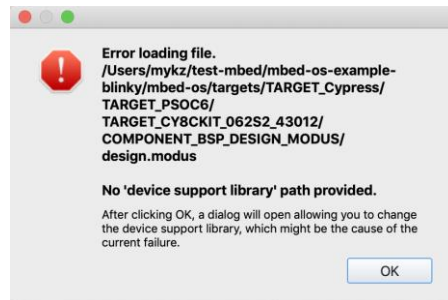 Error loading file.
/Users/mykz/test-mbed/mbed-os-example-
blinky/mbed-os/targets/TARGET_Cypress/
TARGET_PSOC6/
TARGET_CY8CKIT_062S2_43012/
COMPONENT_BSP_DESIGN_MODUS/
design.modus
No 'device support library' path provided.
After clicking OK, a dialog will open allowing you to change
the device support library, which might be the cause of the
current failure.
OK